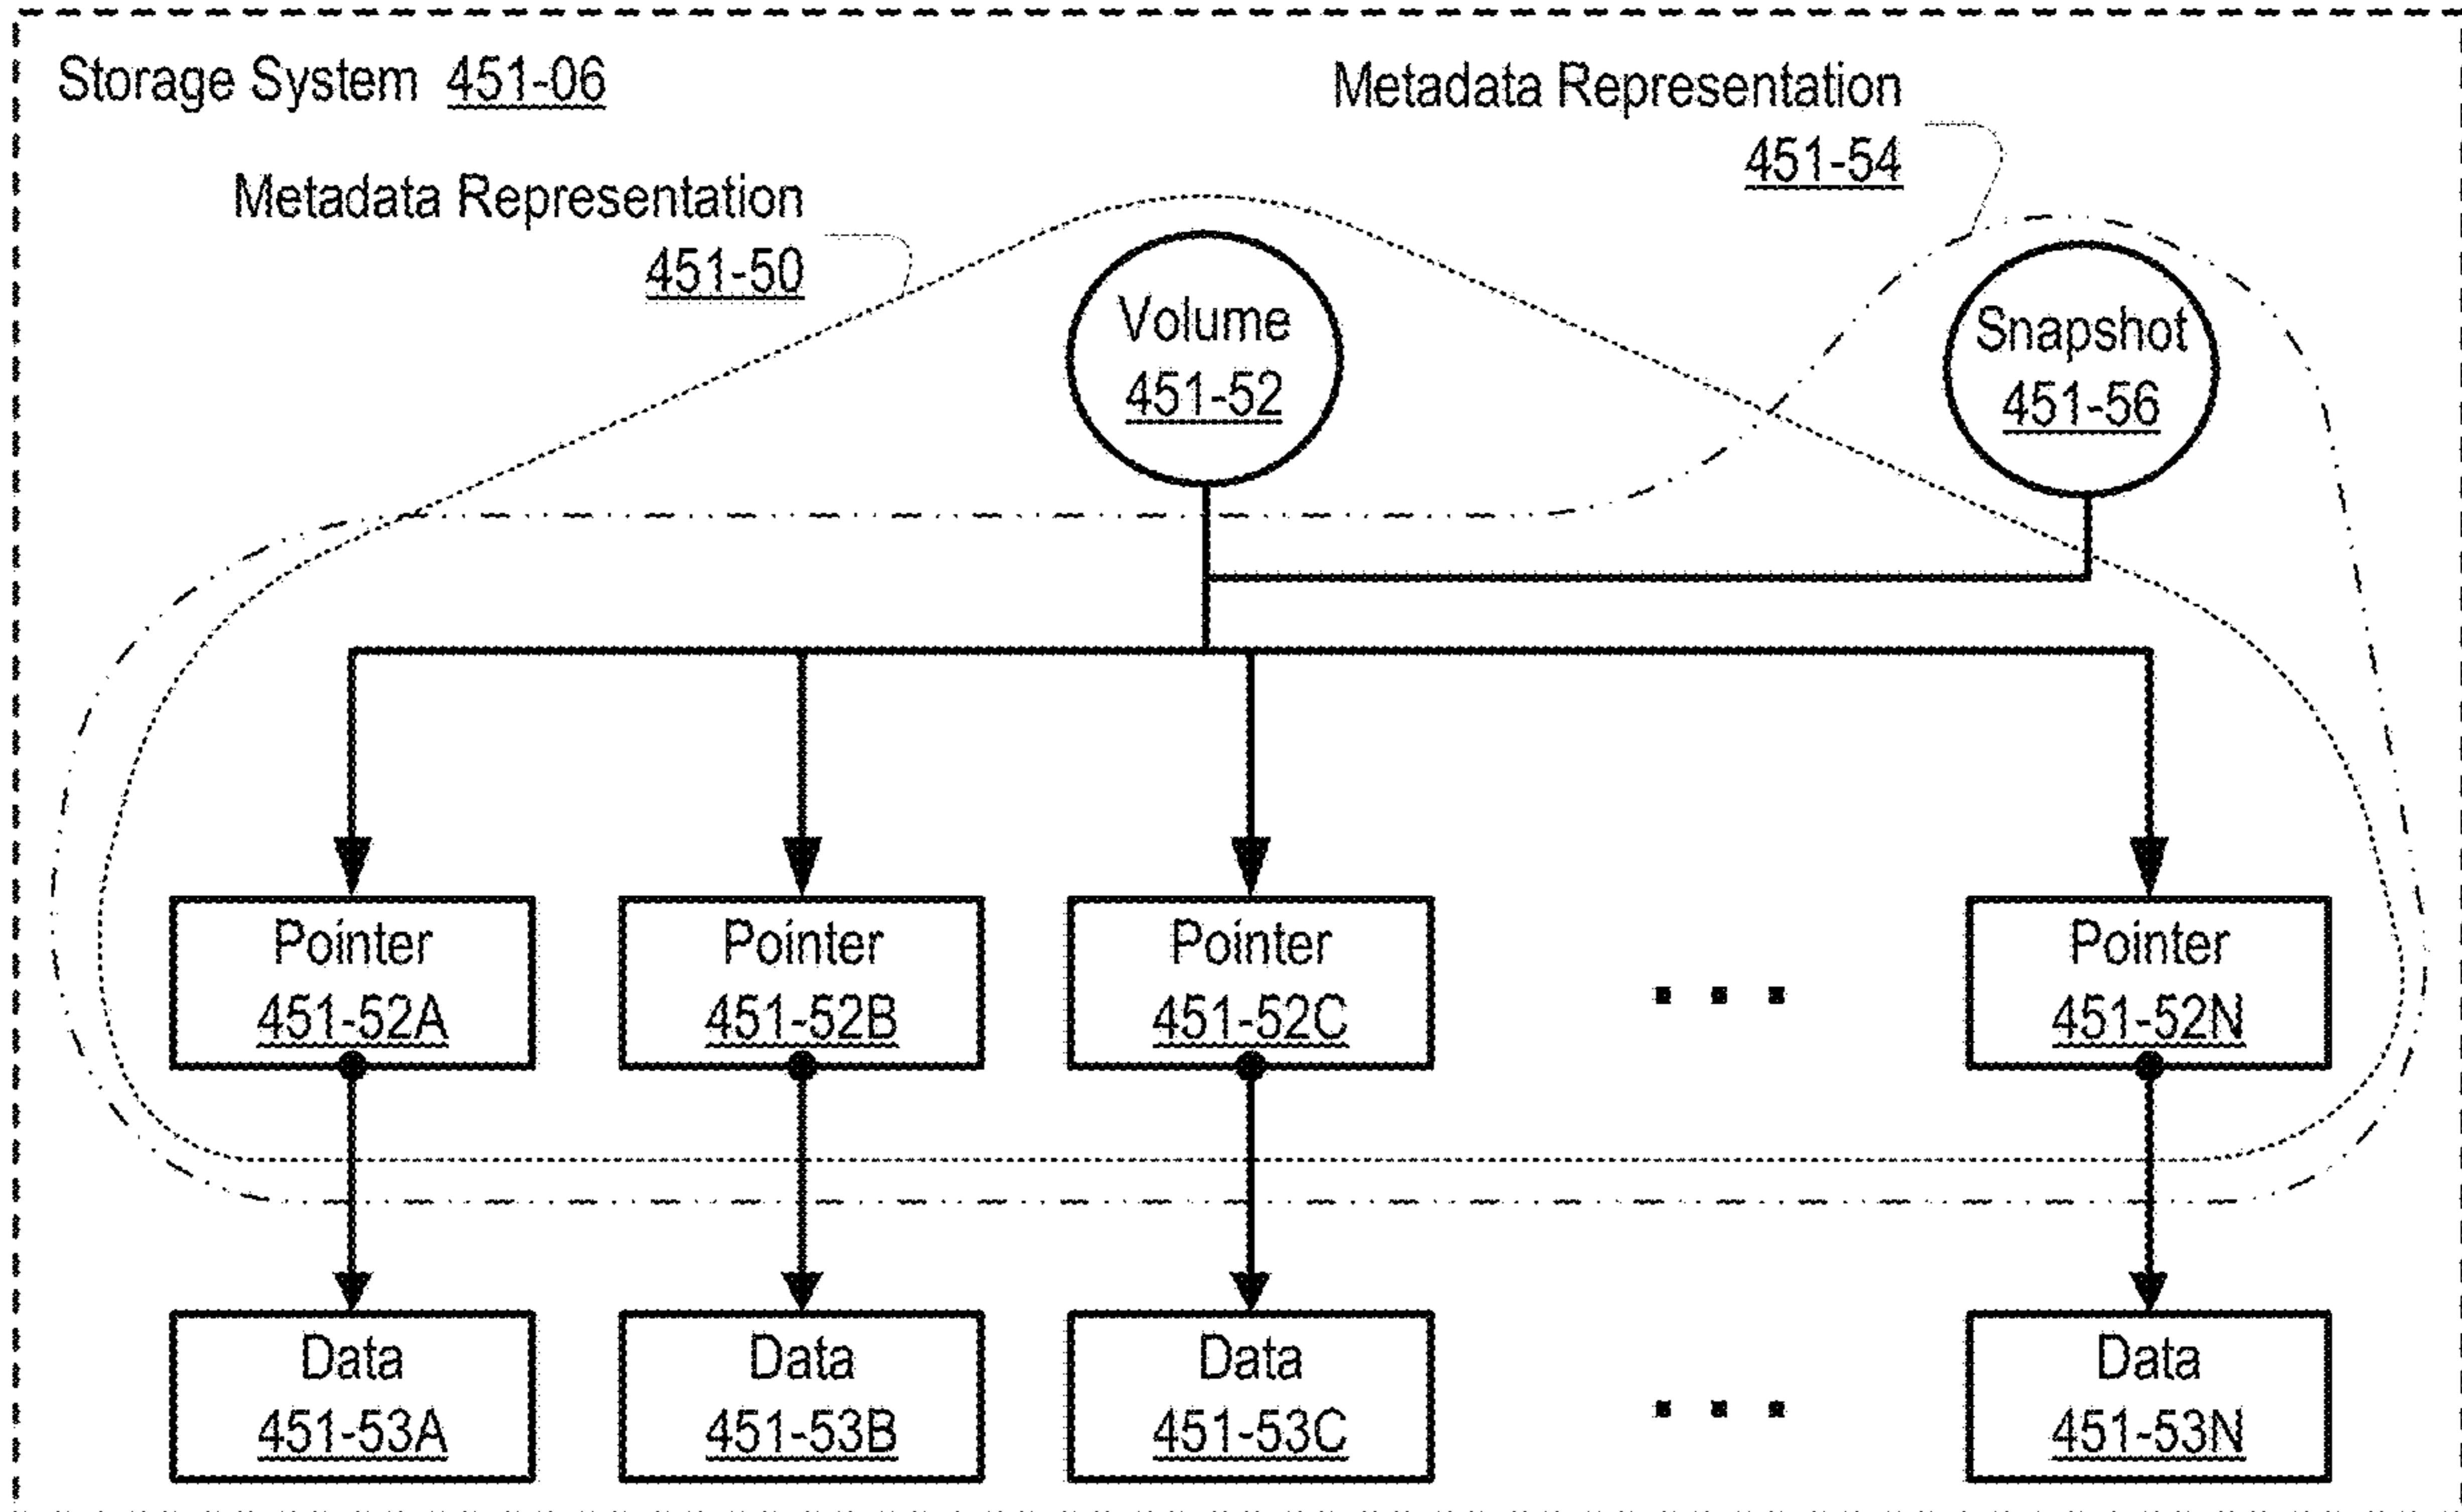 Storage System 451-06
Metadata Representation
451-54
Metadata Representation
451-50
Volume
451-52
Snapshot
451-56
Pointer
451-52A
Pointer
451-52B
Pointer
451-52C
. . .
Pointer
451-52N
Data
451-53A
Data
451-53B
Data
451-53C
. . .
Data
451-53N